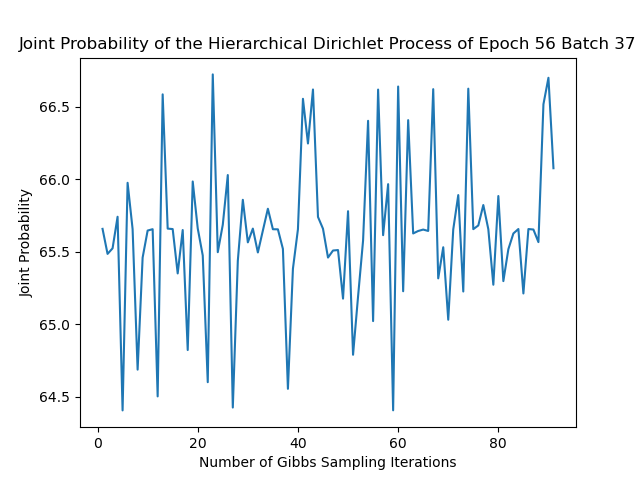 Joint Probability of the Hierarchical Dirichlet Process of Epoch 56 Batch 37
66.5
66.0
65.5
65.0
64.5
Joint Probability
0 20 40 60 80
Number of Gibbs Sampling Iterations